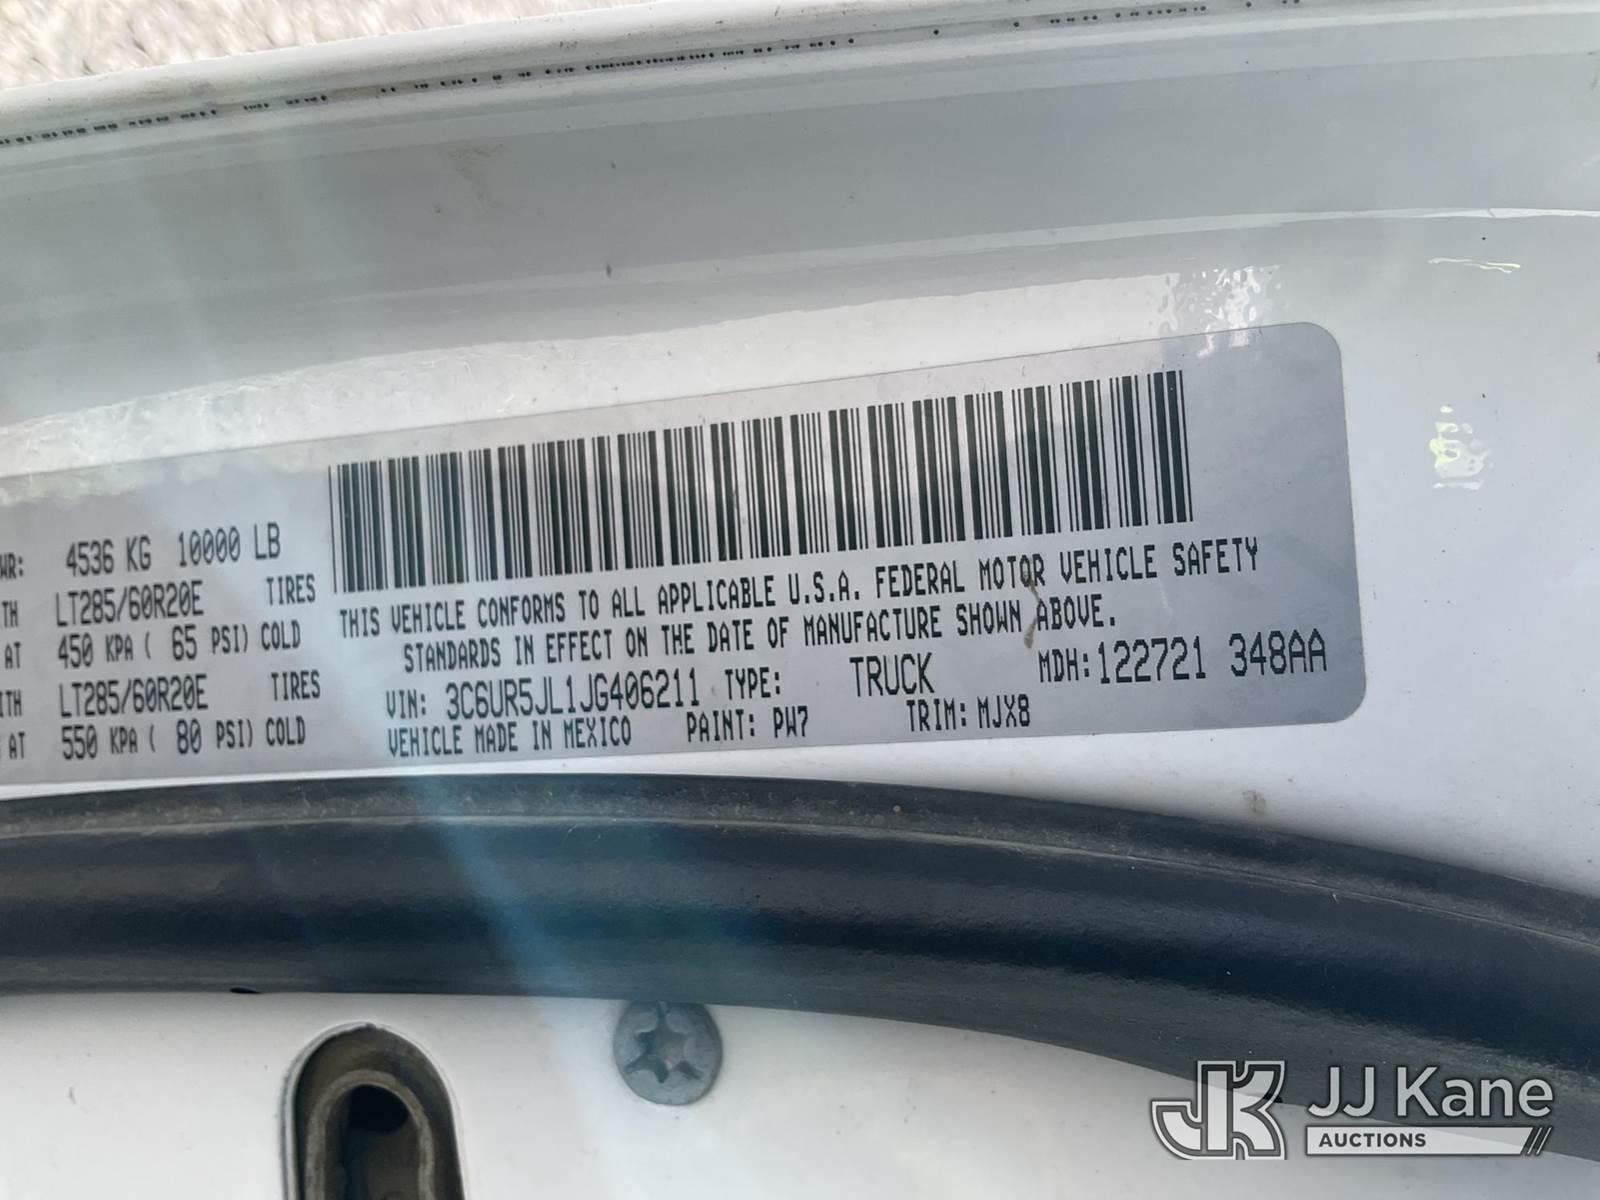 WR: 4536 KG 10000 LB
TH LT285/60R20E TIRES
AT 450 KPA ( 65 PSI) COLD
ITH LT285/60R20E TIRES
AT 550 KPA ( 80 PSI) COLD
THIS VEHICLE CONFORMS TO ALL APPLICABLE U.S.A. FEDERAL MOTOR VEHICLE SAFETY
STANDARDS IN EFFECT ON THE DATE OF MANUFACTURE SHOWN ABOVE.
VIN: 3C6UR5JL1JG406211 TYPE: TRUCK MDH:122721 348AA
VEHICLE MADE IN MEXICO PAINT: PW7 TRIM: MJX8
JK JJ Kane
AUCTIONS